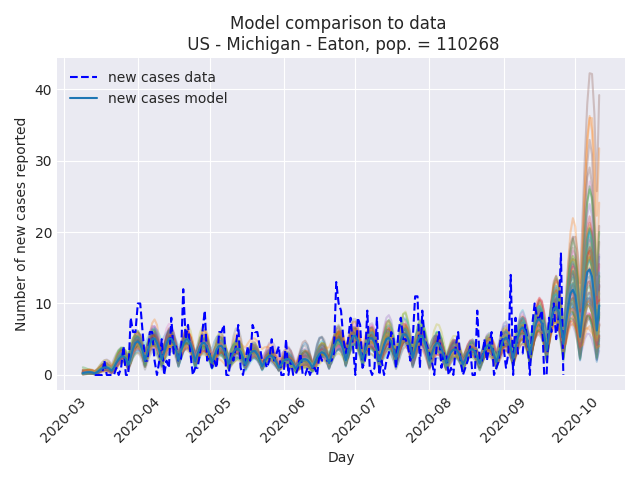 Model comparison to data
US - Michigan - Eaton, pop. = 110268
new cases data
new cases model
Number of new cases reported
40
30
20
10
0
2020-03
2020-04
2020-05
2020-06
2020-07
2020-08
2020-09
2020-10
Day